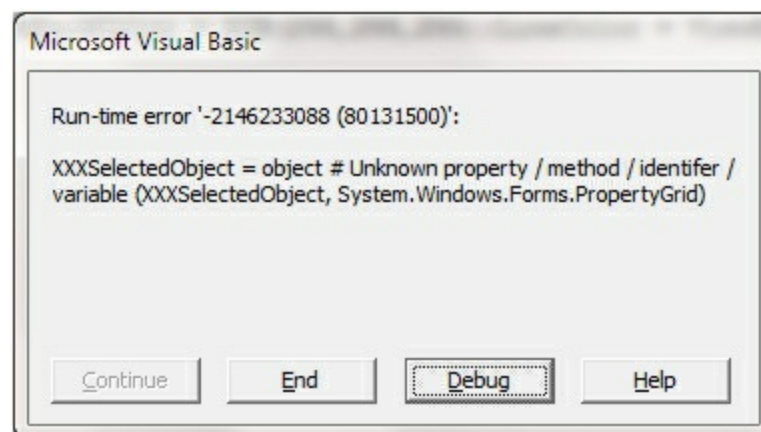 Microsoft Visual Basic
Run-time error '-2146233088 (80131500)':
XXXSelectedObject = object # Unknown property / method / identifer /
variable (XXXSelectedObject, System.Windows.Forms.PropertyGrid)
Continue
End
Debug
Help